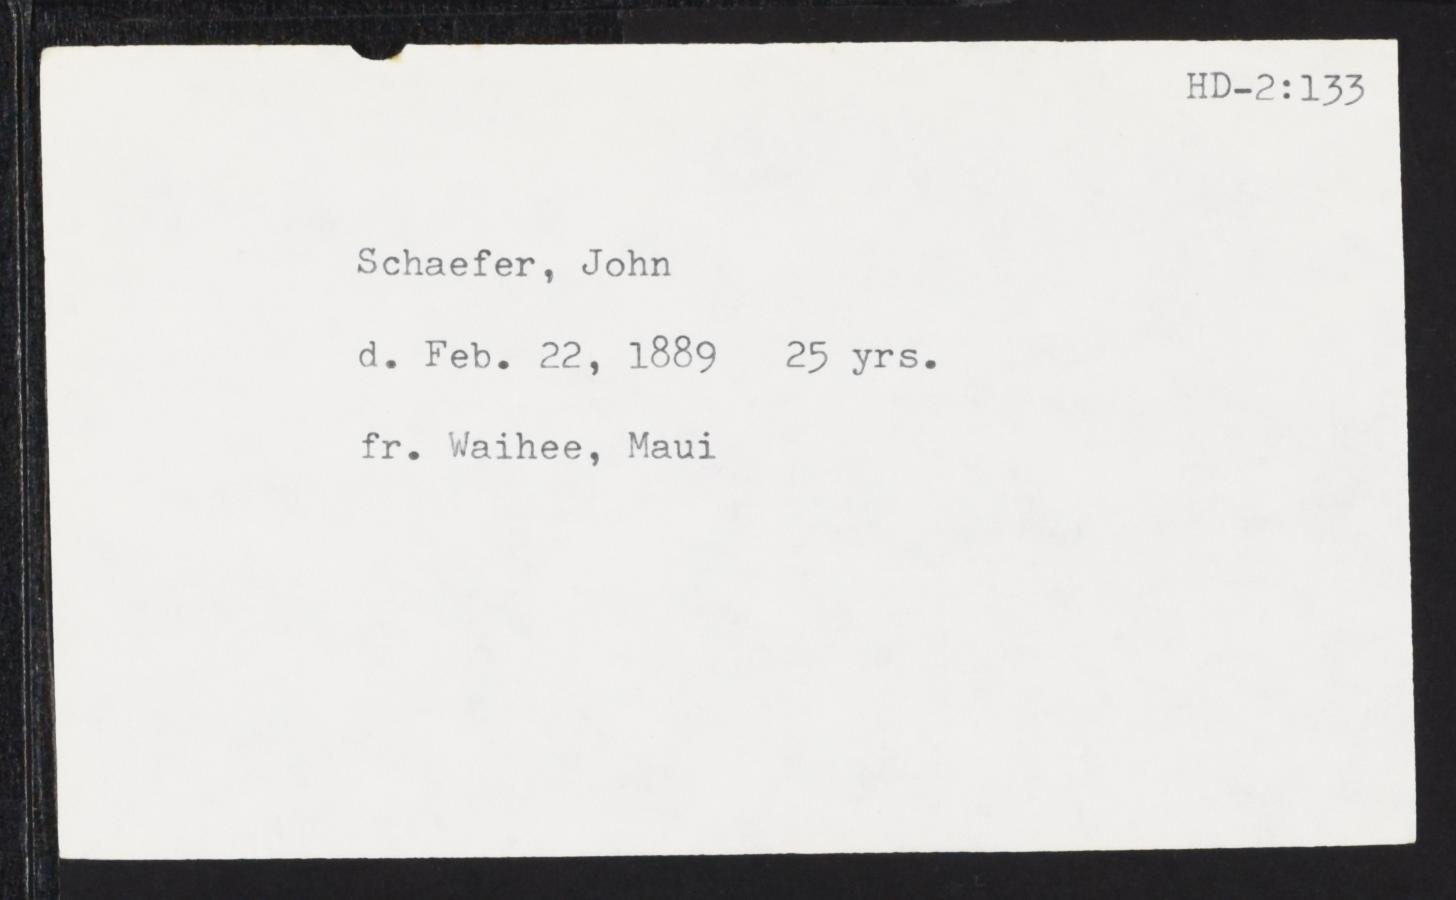 HD-2:133
Schaefer, John
d. Feb. 22, 1889   25 yrs.
fr. Waihee, Maui